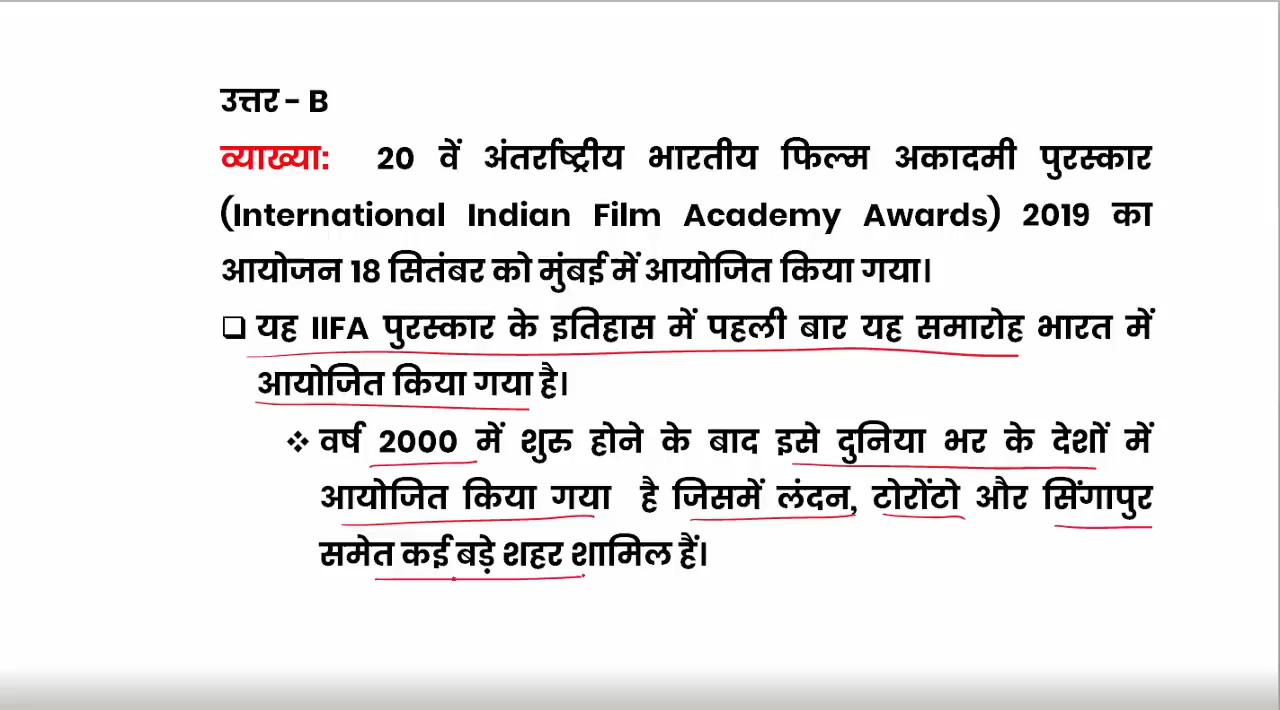 उत्तर - B
व्याख्या: 20 वें अंतर्राष्ट्रीय भारतीय फिल्म अकादमी पुरस्कार
(International Indian Film Academy Awards) 2019 का
आयोजन 18 सितंबर को मुंबई में आयोजित किया गया।
❑ यह IIFA पुरस्कार के इतिहास में पहली बार यह समारोह भारत में
आयोजित किया गया है।
❖ वर्ष 2000 में शुरु होने के बाद इसे दुनिया भर के देशों में
आयोजित किया गया है जिसमें लंदन, टोरोंटो और सिंगापुर
समेत कई बड़े शहर शामिल हैं।